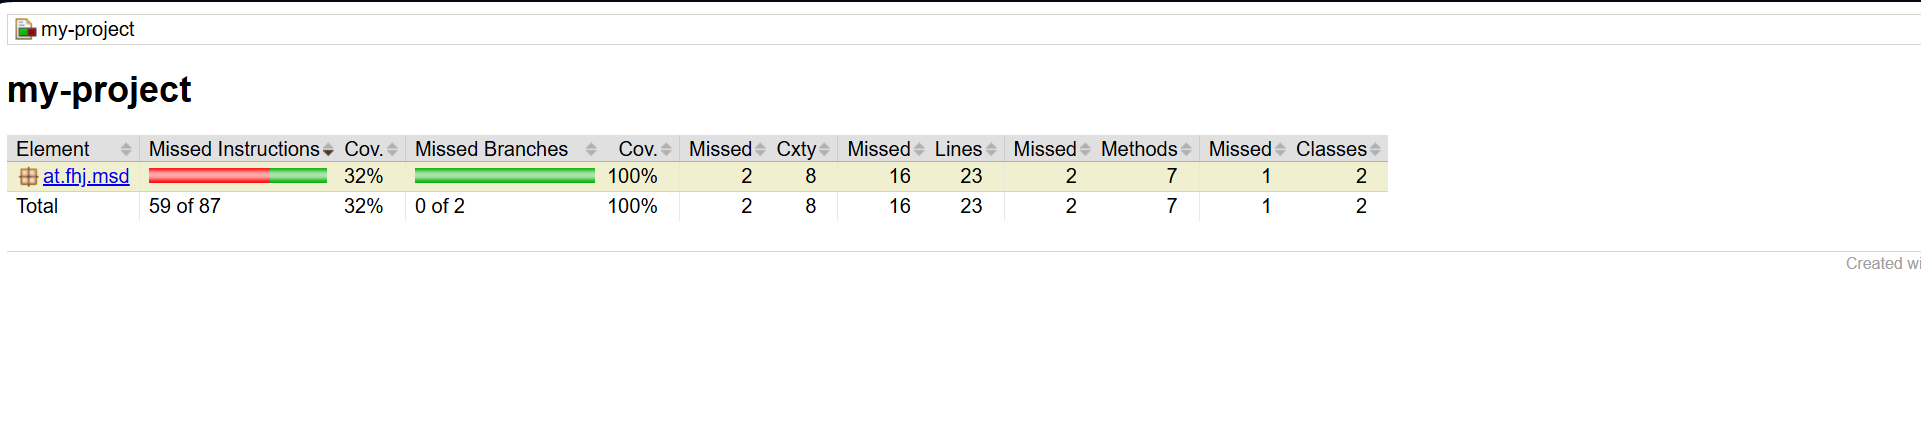 my-project
my-project
Element Missed Instructions Cov. Missed Branches Cov. Missed Cxty Missed Lines Missed Methods Missed Classes
at.fhj.msd 32% 100% 2 8 16 23 2 7 1 2
Total 59 of 87 32% 0 of 2 100% 2 8 16 23 2 7 1 2
Created